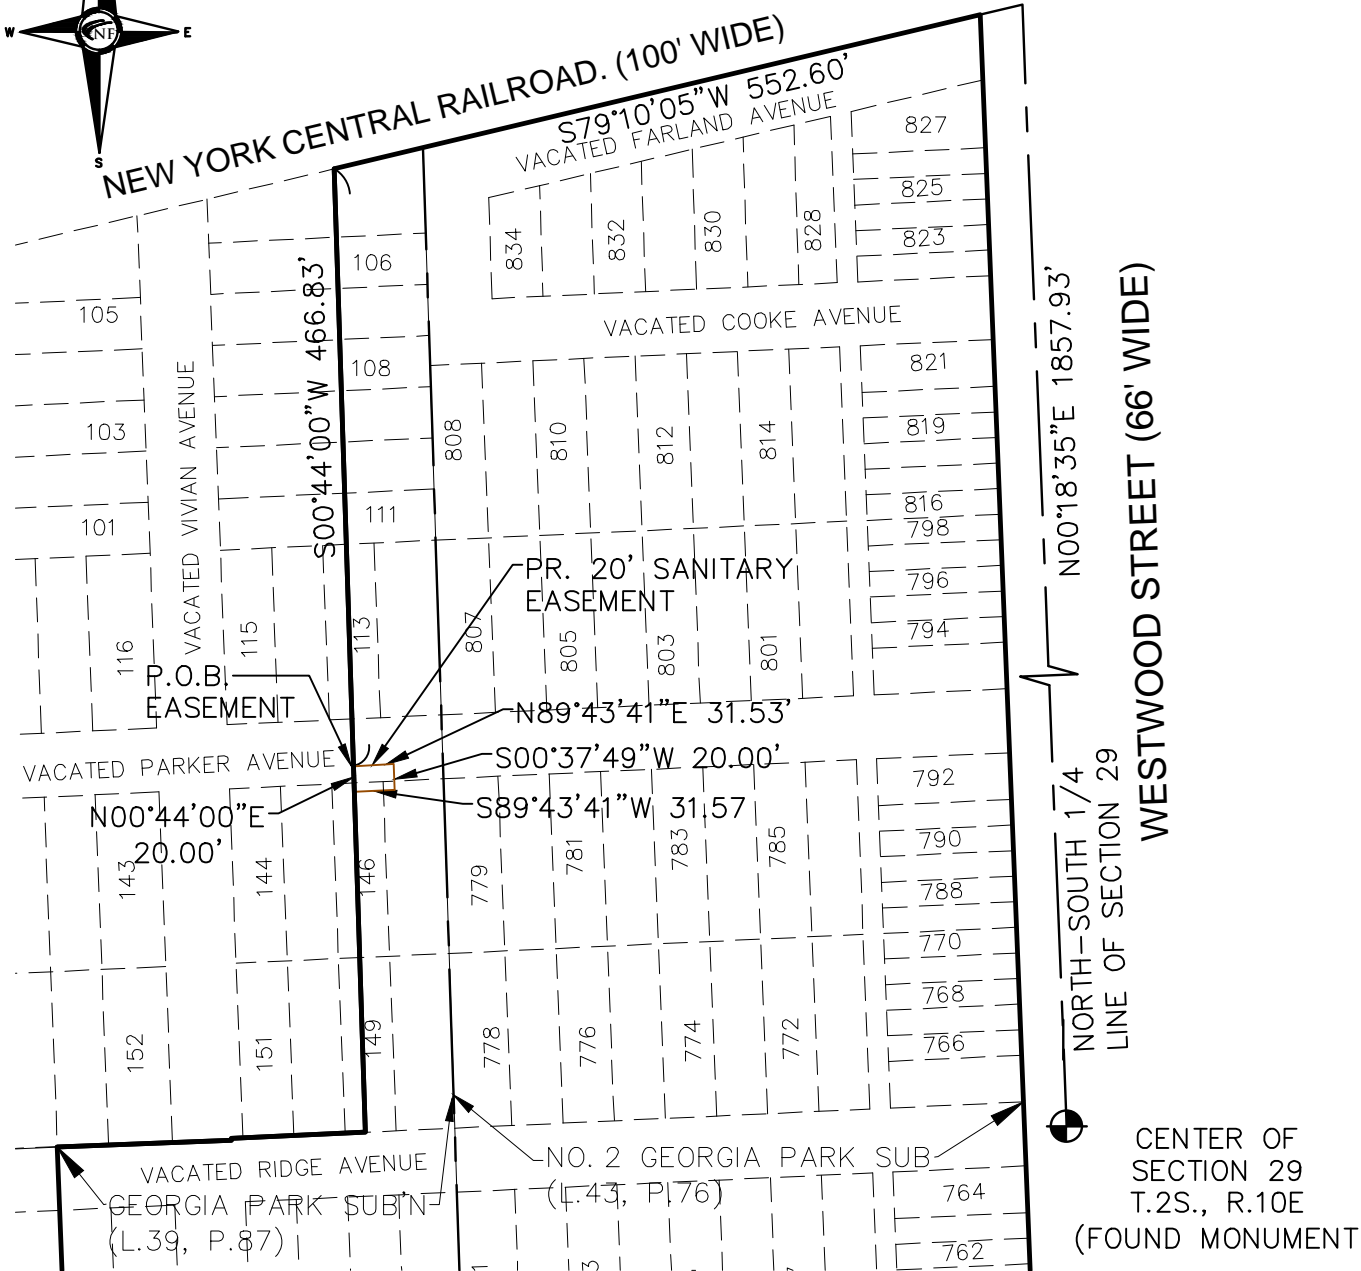 W
E
NF
S
NEW YORK CENTRAL RAILROAD. (100' WIDE)
S79°10'05"W 552.60'
VACATED FARLAND AVENUE
827
825
823
834
832
830
828
106
105
S00°44'00"W 466.83'
VACATED COOKE AVENUE
108
821
103
808
810
812
814
819
VACATED VIVIAN AVENUE
101
111
816
798
N00°18'35"E 1857.93'
WESTWOOD STREET (66' WIDE)
PR. 20' SANITARY
EASEMENT
796
794
116
115
113
807
805
803
801
P.O.B.
EASEMENT
N89°43'41"E 31.53'
VACATED PARKER AVENUE
S00°37'49"W 20.00'
792
N00°44'00"E
20.00'
S89°43'41"W 31.57
143
144
146
779
781
783
785
790
788
770
768
766
152
151
149
778
776
774
772
NORTH-SOUTH 1/4
LINE OF SECTION 29
VACATED RIDGE AVENUE
GEORGIA PARK SUB'N
(L.39, P.87)
NO. 2 GEORGIA PARK SUB
(L.43, P.76)
764
762
CENTER OF
SECTION 29
T.2S., R.10E
(FOUND MONUMENT